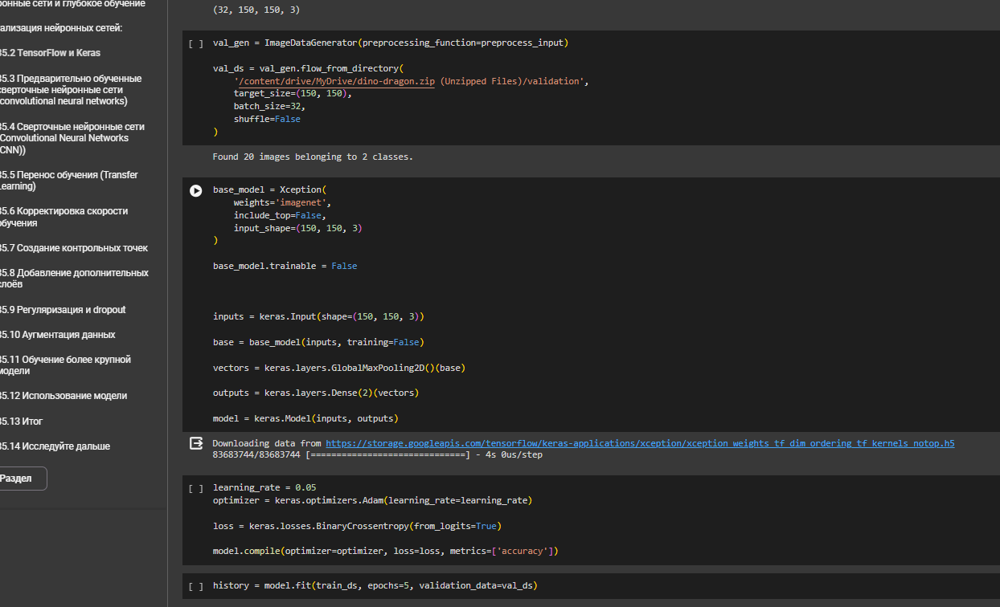 ронные сети и глубокое обучение
ализация нейронных сетей:
35.2 TensorFlow и Keras
35.3 Предварительно обученные
сверточные нейронные сети
(convolutional neural networks)
35.4 Сверточные нейронные сети
(Convolutional Neural Networks
(CNN))
35.5 Перенос обучения (Transfer
Learning)
35.6 Корректировка скорости
обучения
35.7 Создание контрольных точек
35.8 Добавление дополнительных
слоёв
35.9 Регуляризация и dropout
35.10 Аугментация данных
35.11 Обучение более крупной
модели
35.12 Использование модели
35.13 Итог
35.14 Исследуйте дальше
Раздел
(32, 150, 150, 3)
[ ] val_gen = ImageDataGenerator(preprocessing_function=preprocess_input)
val_ds = val_gen.flow_from_directory(
'/content/drive/MyDrive/dino-dragon.zip (Unzipped Files)/validation',
target_size=(150, 150),
batch_size=32,
shuffle=False
)
Found 20 images belonging to 2 classes.
base_model = Xception(
weights='imagenet',
include_top=False,
input_shape=(150, 150, 3)
)
base_model.trainable = False
inputs = keras.Input(shape=(150, 150, 3))
base = base_model(inputs, training=False)
vectors = keras.layers.GlobalMaxPooling2D()(base)
outputs = keras.layers.Dense(2)(vectors)
model = keras.Model(inputs, outputs)
Downloading data from https://storage.googleapis.com/tensorflow/keras-applications/xception/xception_weights_tf_dim_ordering_tf_kernels_notop.h5
83683744/83683744 [==============================] - 4s 0us/step
[ ] learning_rate = 0.05
optimizer = keras.optimizers.Adam(learning_rate=learning_rate)
loss = keras.losses.BinaryCrossentropy(from_logits=True)
model.compile(optimizer=optimizer, loss=loss, metrics=['accuracy'])
[ ] history = model.fit(train_ds, epochs=5, validation_data=val_ds)